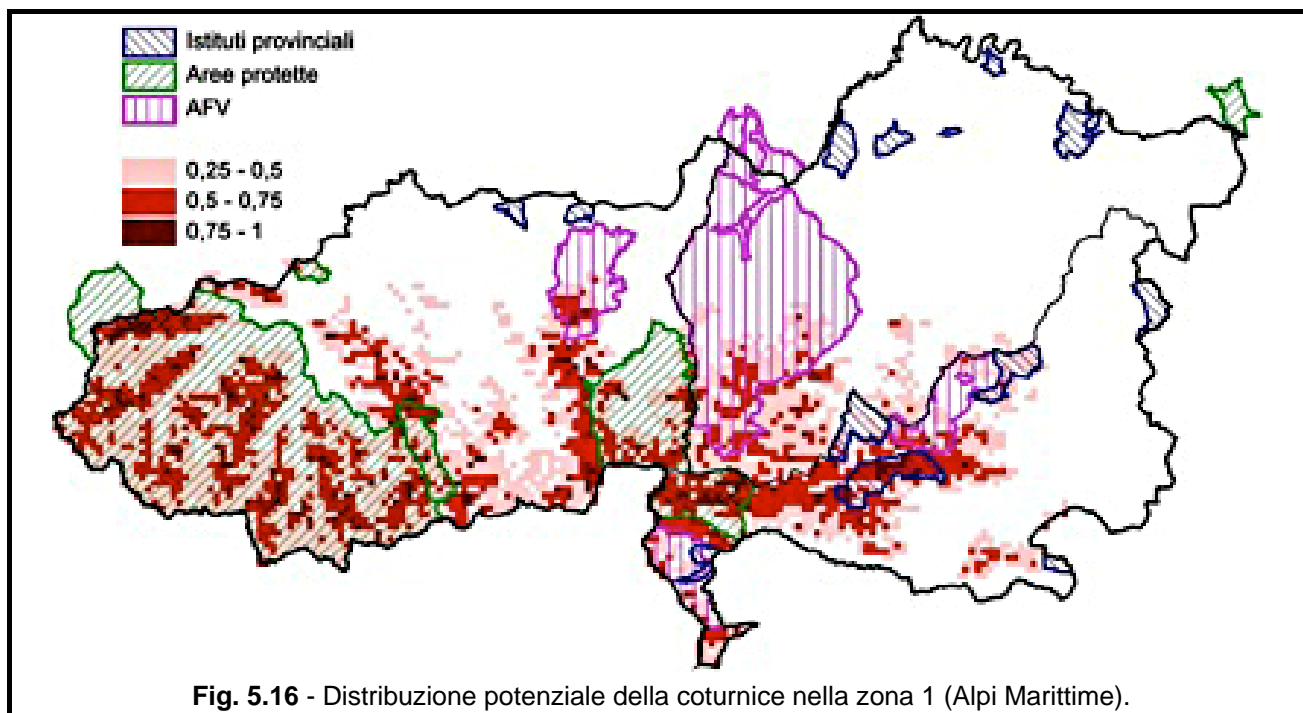 Istituti provinciali
Aree protette
AFV
0,25 - 0,5
0,5 - 0,75
0,75 - 1
Fig. 5.16 - Distribuzione potenziale della coturnice nella zona 1 (Alpi Marittime).